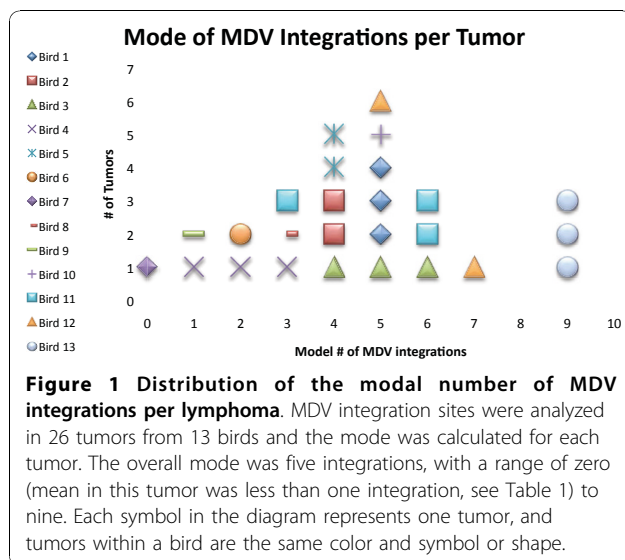 Mode of MDV Integrations per Tumor
Bird 1
Bird 2
Bird 3
Bird 4
Bird 5
Bird 6
Bird 7
Bird 8
Bird 9
Bird 10
Bird 11
Bird 12
Bird 13
# of Tumors
7
6
5
4
3
2
1
0
0 1 2 3 4 5 6 7 8 9 10
Model # of MDV integrations
Figure 1 Distribution of the modal number of MDV
integrations per lymphoma. MDV integration sites were analyzed
in 26 tumors from 13 birds and the mode was calculated for each
tumor. The overall mode was five integrations, with a range of zero
(mean in this tumor was less than one integration, see Table 1) to
nine. Each symbol in the diagram represents one tumor, and
tumors within a bird are the same color and symbol or shape.